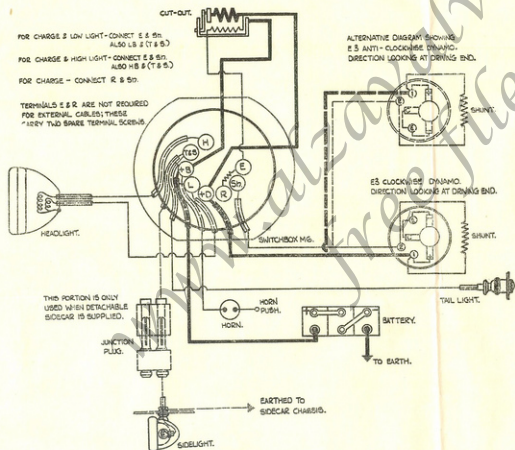 CUT-OUT.
FOR CHARGE & LOW LIGHT - CONNECT E & Sm
ALSO LB & (T & S.)
FOR CHARGE & HIGH LIGHT - CONNECT E & Sm
ALSO HB & (T & S.)
FOR CHARGE - CONNECT R & Sm.
TERMINALS E & R ARE NOT REQUIRED
FOR EXTERNAL CABLES; THESE
CARRY TWO SPARE TERMINAL SCREWS.
ALTERNATIVE DIAGRAM SHOWING
E 3 ANTI-CLOCKWISE DYNAMO.
DIRECTION LOOKING AT DRIVING END.
SHUNT.
H
T&S
+B
L
+D
R
Sm
E
E3 CLOCKWISE DYNAMO.
DIRECTION LOOKING AT DRIVING END.
SHUNT.
HEADLIGHT.
SWITCHBOX M6.
TAIL LIGHT.
THIS PORTION IS ONLY
USED WHEN DETACHABLE
SIDECAR IS SUPPLIED.
HORN
PUSH.
HORN.
BATTERY.
JUNCTION
PLUG.
TO EARTH.
EARTHED TO
SIDECAR CHASSIS.
SIDELIGHT.